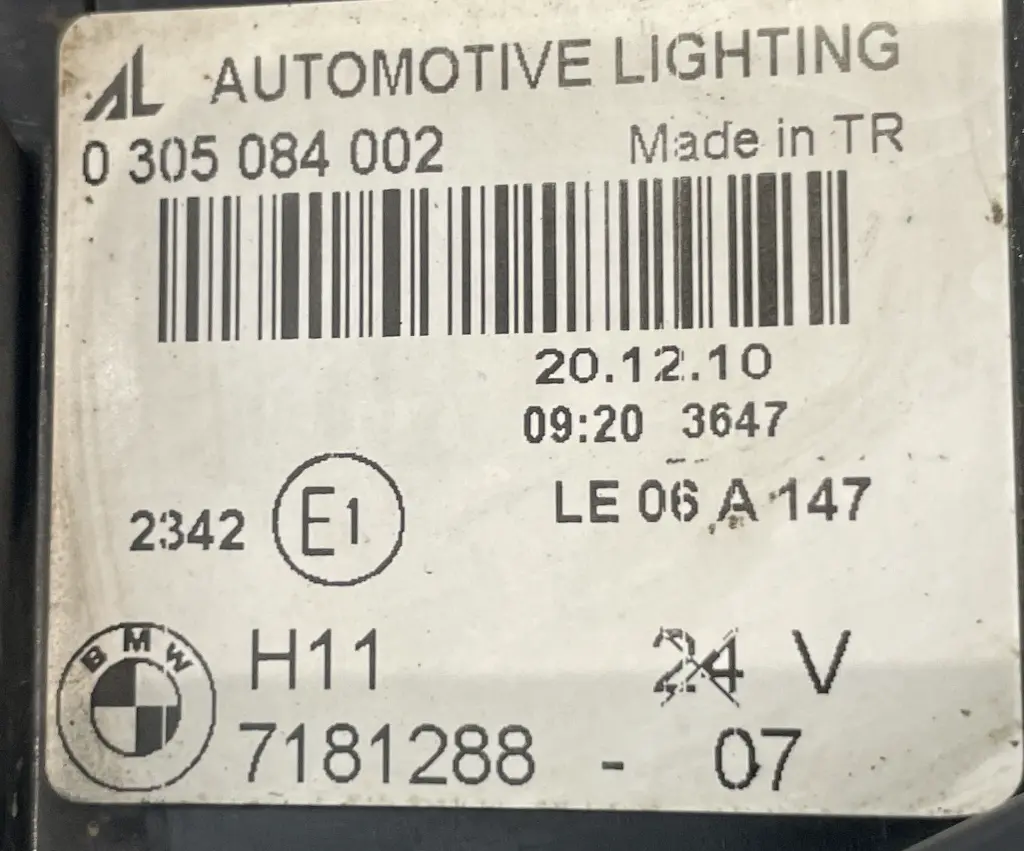 AL AUTOMOTIVE LIGHTING
0 305 084 002 Made in TR
20.12.10
09:20 3647
2342 E1 LE 06 A 147
BMW H11 24 V
7181288 - 07